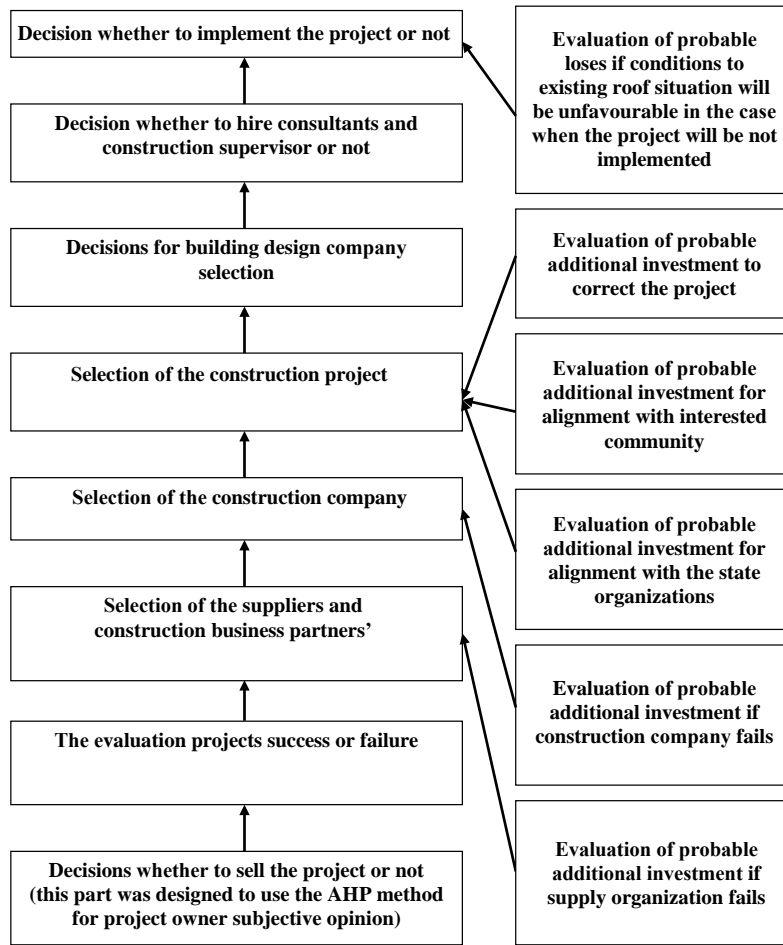 Decision whether to implement the project or not
Decision whether to hire consultants and
construction supervisor or not
Decisions for building design company
selection
Selection of the construction project
Selection of the construction company
Selection of the suppliers and
construction business partners’
The evaluation projects success or failure
Decisions whether to sell the project or not
(this part was designed to use the AHP method
for project owner subjective opinion)
Evaluation of probable
loses if conditions to
existing roof situation will
be unfavourable in the case
when the project will be not
implemented
Evaluation of probable
additional investment to
correct the project
Evaluation of probable
additional investment for
alignment with interested
community
Evaluation of probable
additional investment for
alignment with the state
organizations
Evaluation of probable
additional investment if
construction company fails
Evaluation of probable
additional investment if
supply organization fails